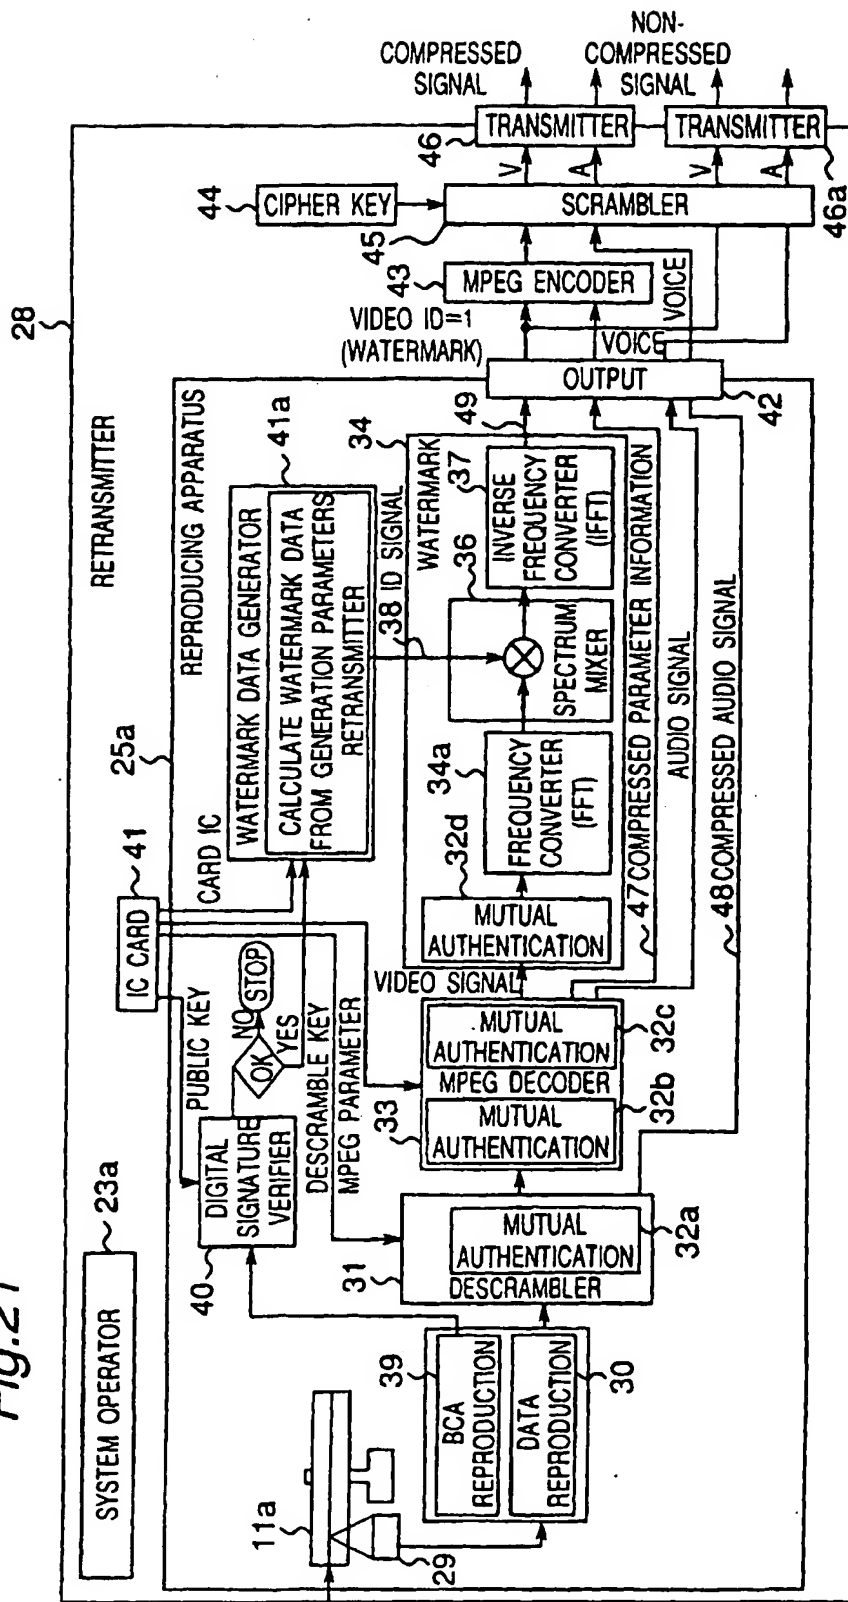 Fig.21
RETRANSMITTER
28
SYSTEM OPERATOR
23a
REPRODUCING APPARATUS
25a
11a
29
BCA
REPRODUCTION
39
DATA
REPRODUCTION
30
IC CARD
41
PUBLIC KEY
CARD IC
DIGITAL
SIGNATURE
VERIFIER
40
OK
NO
STOP
YES
DESCRAMBLE KEY
MPEG PARAMETER
MUTUAL
AUTHENTICATION
32a
DESCRAMBLER
31
MUTUAL
AUTHENTICATION
32c
MPEG DECODER
MUTUAL
AUTHENTICATION
32b
33
VIDEO SIGNAL
WATERMARK DATA GENERATOR
41a
CALCULATE WATERMARK DATA
FROM GENERATION PARAMETERS
RETRANSMITTER
38 ID SIGNAL
WATERMARK
34
MUTUAL
AUTHENTICATION
32d
FREQUENCY
CONVERTER
(FFT)
34a
SPECTRUM
MIXER
36
INVERSE
FREQUENCY
CONVERTER
(IFFT)
37
47 COMPRESSED PARAMETER INFORMATION
AUDIO SIGNAL
48 COMPRESSED AUDIO SIGNAL
49
OUTPUT
42
VIDEO ID=1
(WATERMARK)
VOICE
VOICE
MPEG ENCODER
43
CIPHER KEY
44
SCRAMBLER
45
V
A
V
A
TRANSMITTER
46
TRANSMITTER
46a
COMPRESSED
SIGNAL
NON-
COMPRESSED
SIGNAL